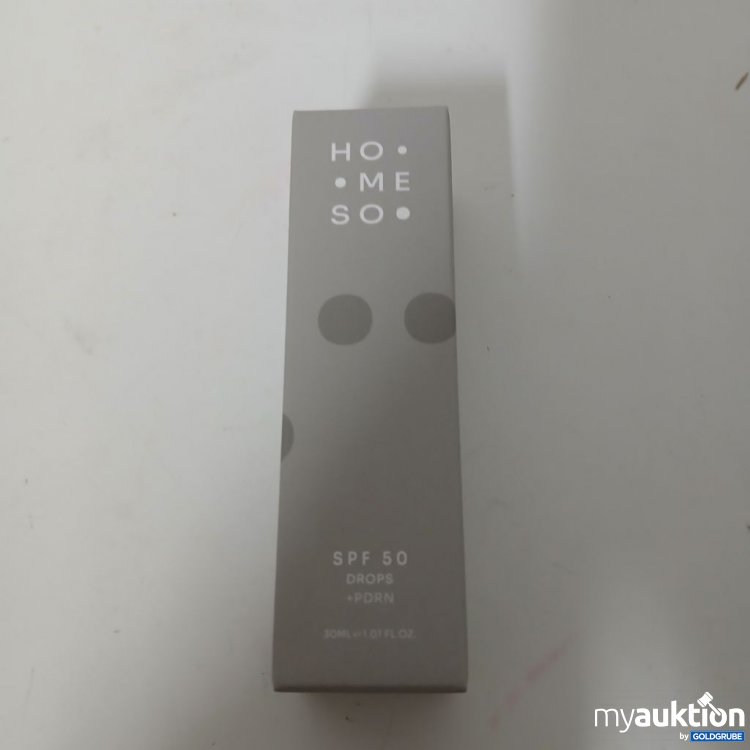 HO•
•ME
SO●
SPF 50
DROPS
+PDRN
30ML e 1.01 FL.OZ.
myauktion
by GOLDGRUBE